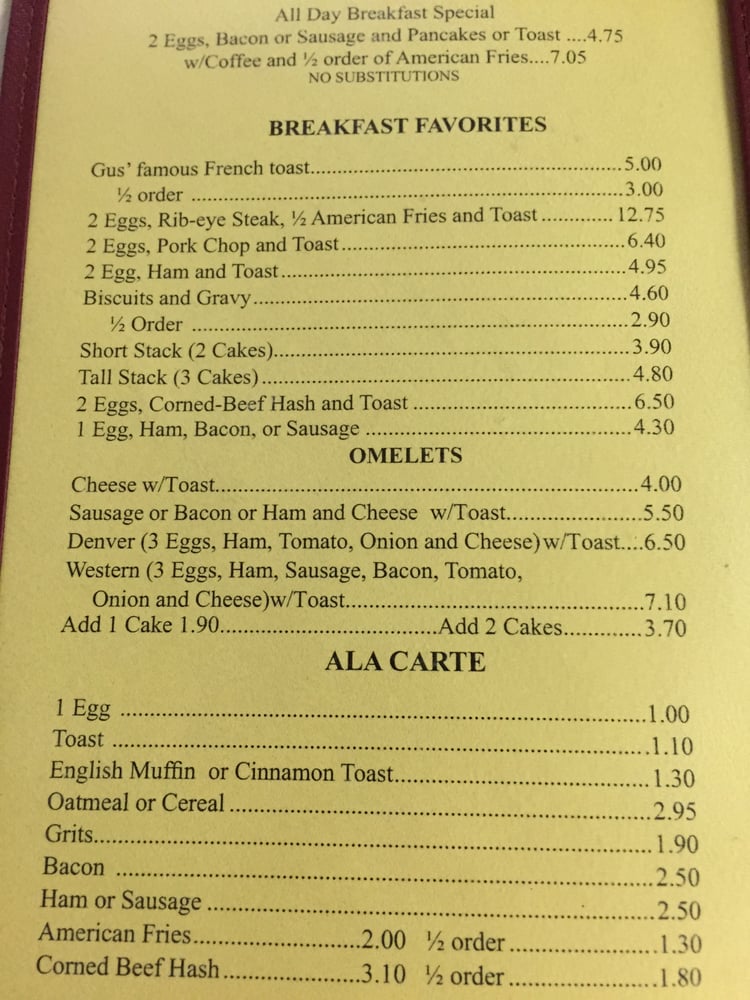 All Day Breakfast Special
2 Eggs, Bacon or Sausage and Pancakes or Toast ....4.75
w/Coffee and ½ order of American Fries....7.05
NO SUBSTITUTIONS
BREAKFAST FAVORITES
Gus' famous French toast..........5.00
½ order ..........3.00
2 Eggs, Rib-eye Steak, ½ American Fries and Toast..........12.75
2 Eggs, Pork Chop and Toast..........6.40
2 Egg, Ham and Toast..........4.95
Biscuits and Gravy..........4.60
½ Order ..........2.90
Short Stack (2 Cakes)..........3.90
Tall Stack (3 Cakes)..........4.80
2 Eggs, Corned-Beef Hash and Toast ..........6.50
1 Egg, Ham, Bacon, or Sausage ..........4.30
OMELETS
Cheese w/Toast..........4.00
Sausage or Bacon or Ham and Cheese w/Toast..........5.50
Denver (3 Eggs, Ham, Tomato, Onion and Cheese)w/Toast....6.50
Western (3 Eggs, Ham, Sausage, Bacon, Tomato,
Onion and Cheese)w/Toast..........7.10
Add 1 Cake 1.90..........Add 2 Cakes..........3.70
ALA CARTE
1 Egg ..........1.00
Toast ..........1.10
English Muffin or Cinnamon Toast..........1.30
Oatmeal or Cereal..........2.95
Grits..........1.90
Bacon ..........2.50
Ham or Sausage ..........2.50
American Fries..........2.00 ½ order..........1.30
Corned Beef Hash..........3.10 ½ order..........1.80